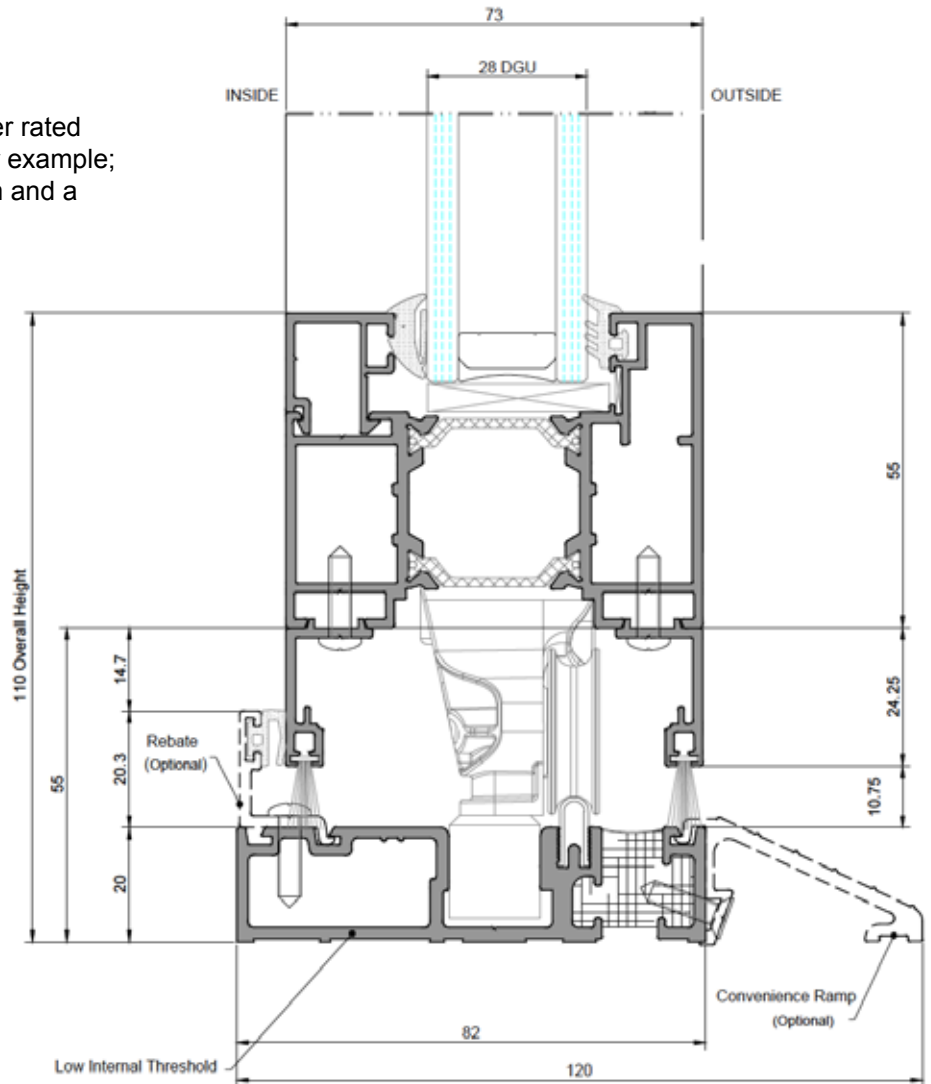 73
28 DGU
INSIDE
OUTSIDE
er rated
example;
and a
110 Overall Height
55
55
14.7
24.25
Rebate
(Optional)
20.3
10.75
20
Convenience Ramp
(Optional)
82
Low Internal Threshold
120